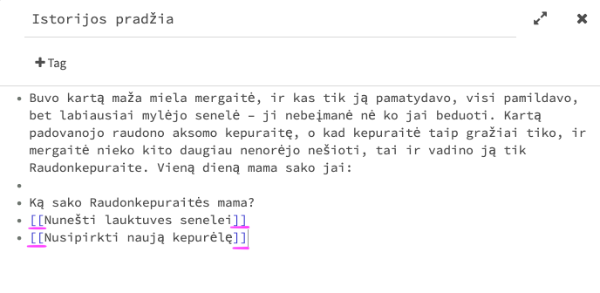 Istorijos pradžia
+ Tag
Buvo kartą maža miela mergaitė, ir kas tik ją pamatydavo, visi pamildavo,
bet labiausiai mylėjo senelė – ji nebeįmanė nė ko jai beduoti. Kartą
padovanojo raudono aksomo kepuraitę, o kad kepuraitė taip gražiai tiko, ir
mergaitė nieko kito daugiau nenorėjo nešioti, tai ir vadino ją tik
Raudonkepuraite. Vieną dieną mama sako jai:
Ką sako Raudonkepuraitės mama?
[[Nunešti lauktuves senelei]]
[[Nusipirkti naują kepurėlę]]